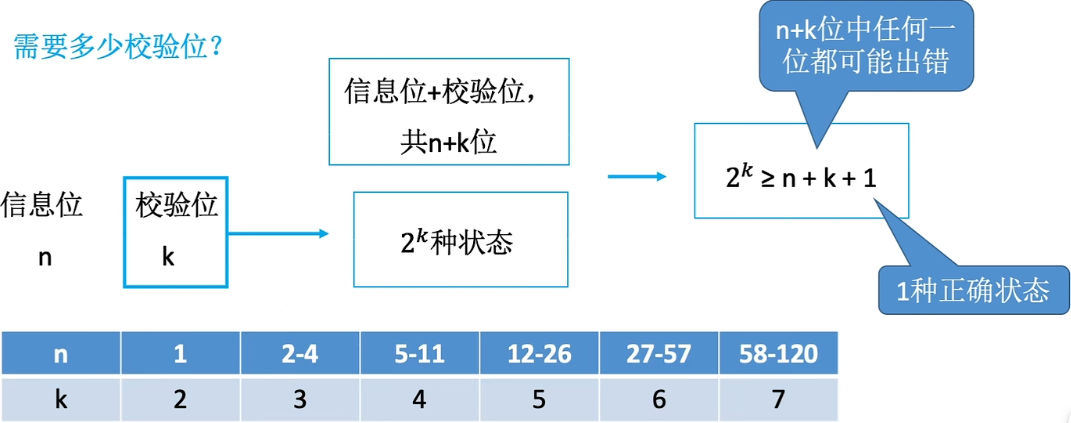 需要多少校验位？
n+k位中任何一
位都可能出错
信息位+校验位，
共n+k位
2ᵏ ≥ n + k + 1
信息位
n
校验位
k
2ᵏ种状态
1种正确状态
n 1 2-4 5-11 12-26 27-57 58-120
k 2 3 4 5 6 7